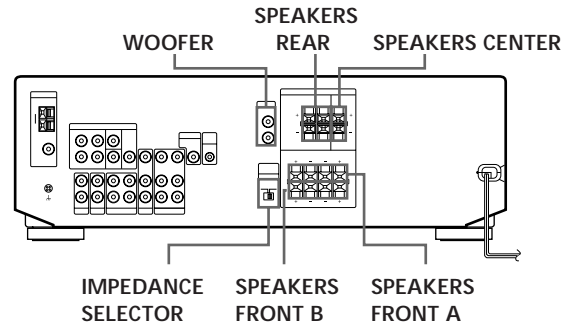 SPEAKERS
WOOFER REAR SPEAKERS CENTER
IMPEDANCE SPEAKERS SPEAKERS
SELECTOR FRONT B FRONT A